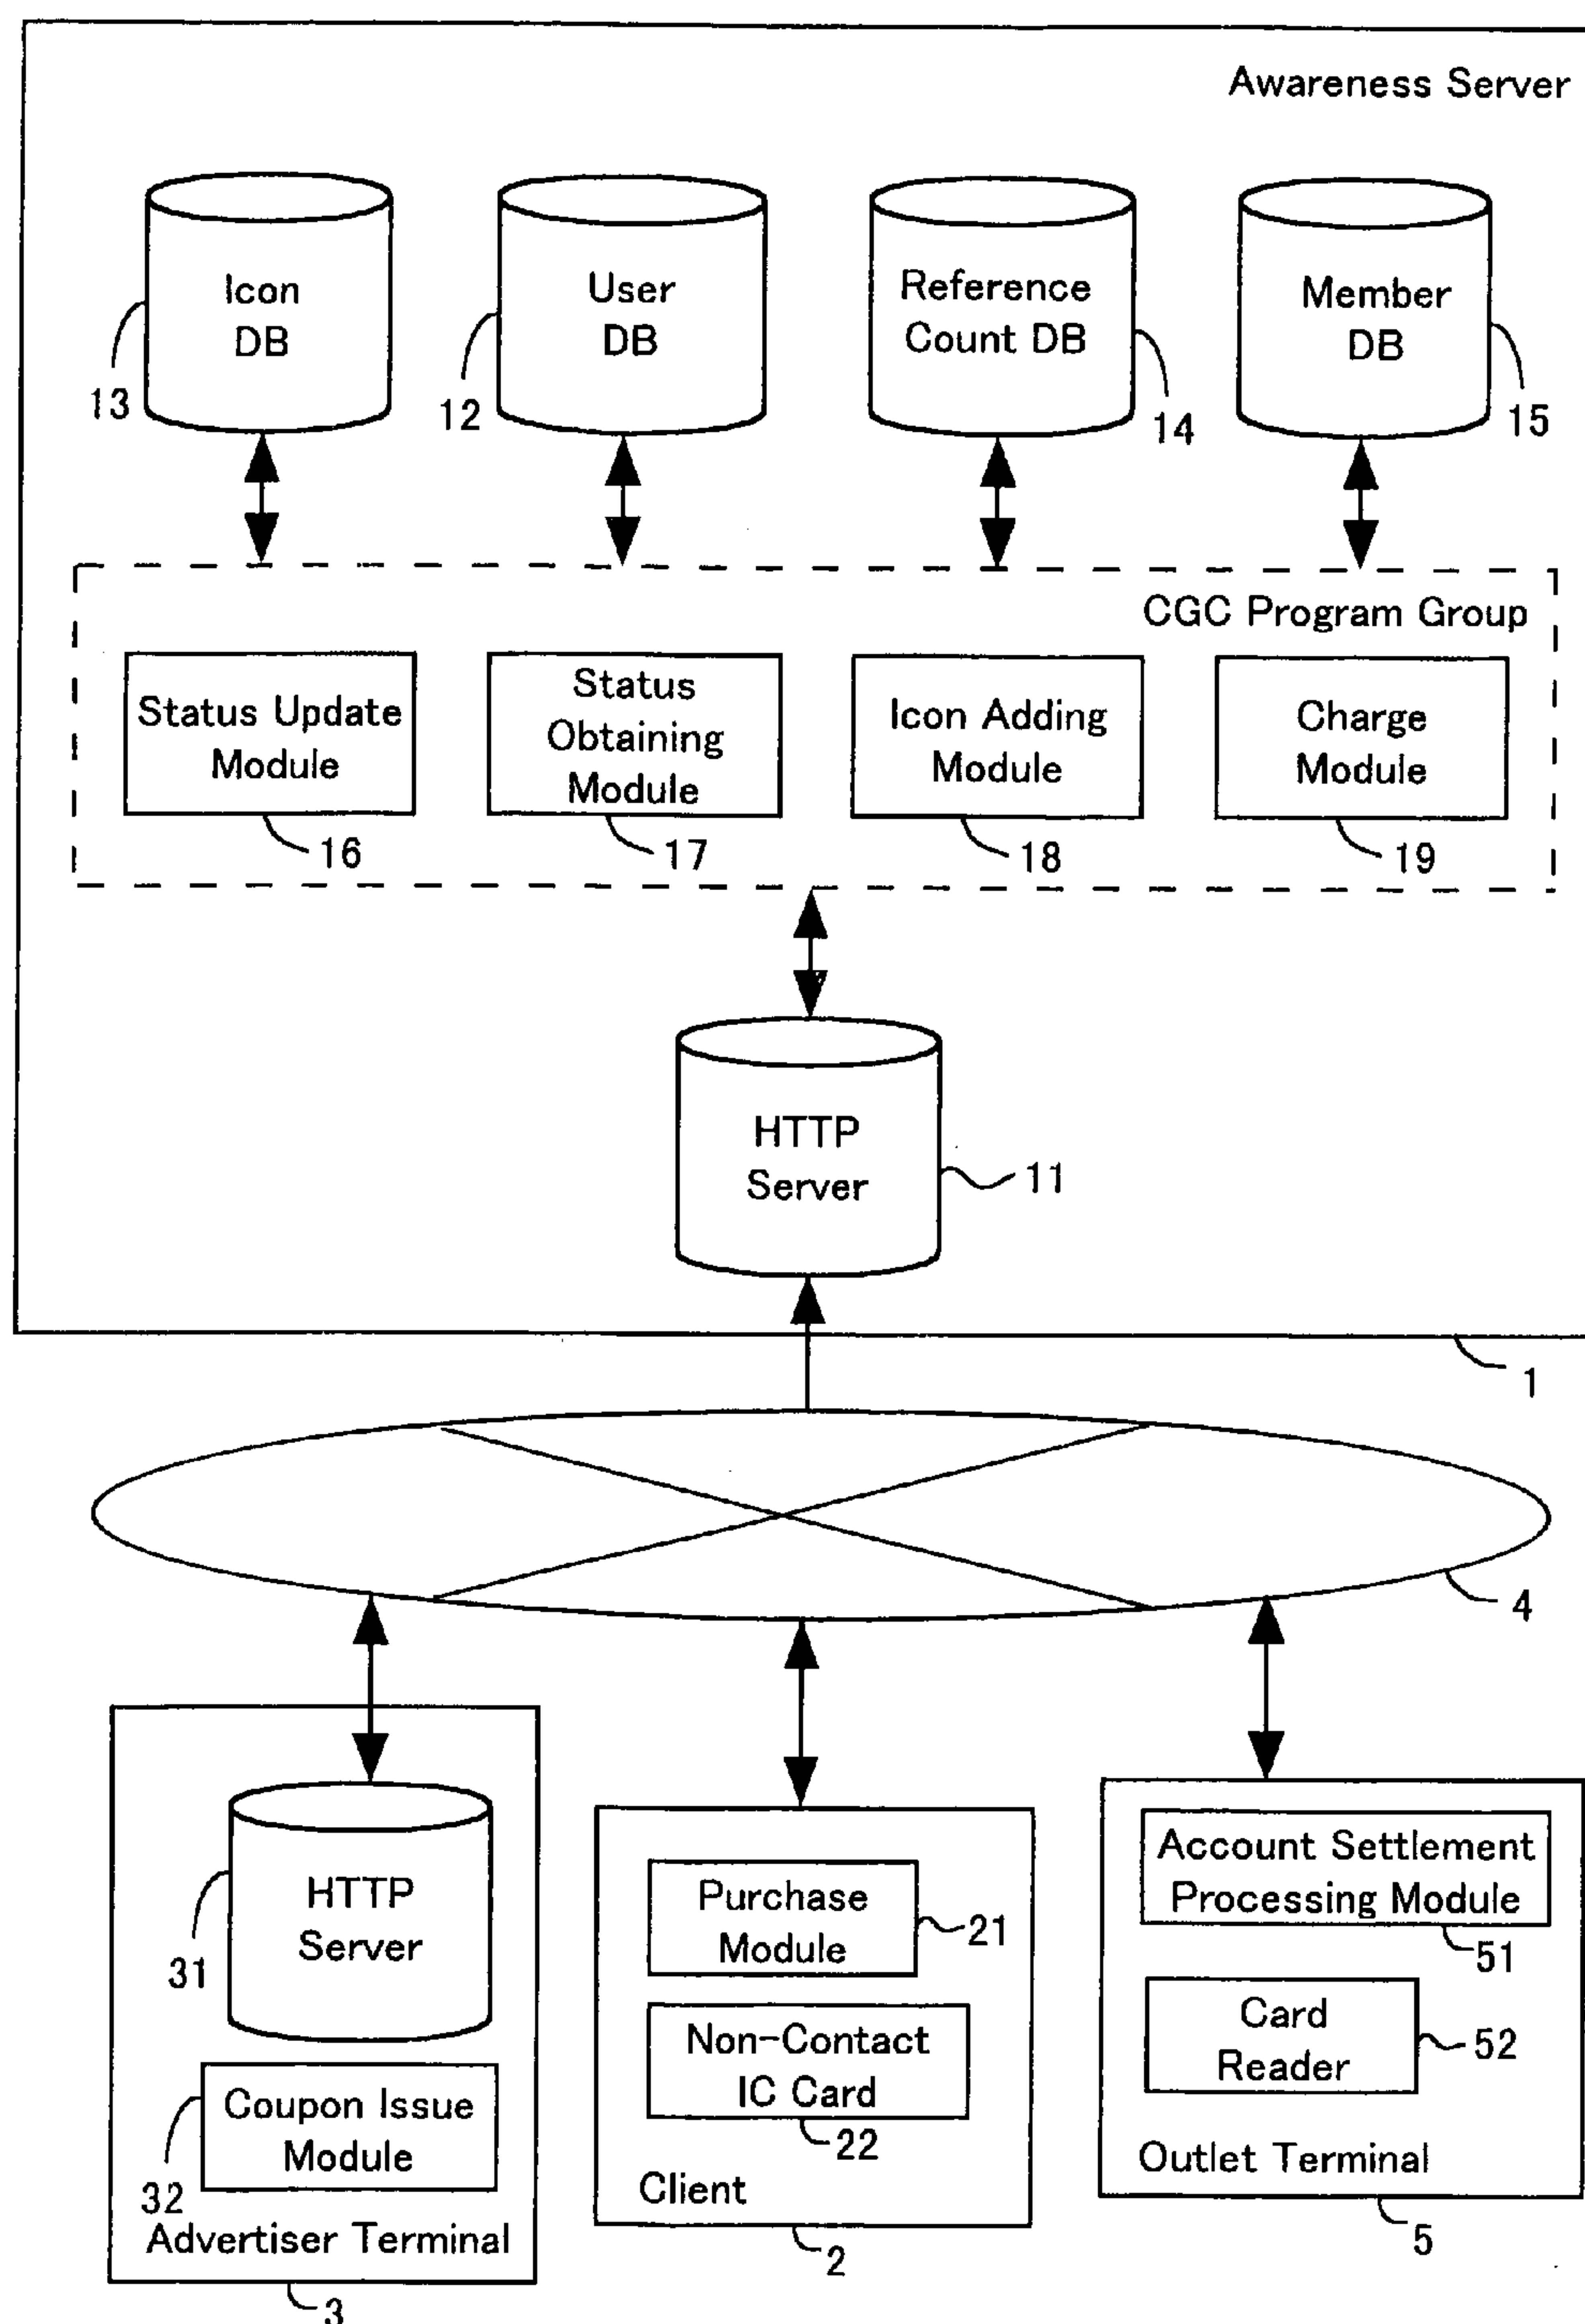 Awareness Server
Icon
DB
13
User
DB
12
Reference
Count DB
14
Member
DB
15
CGC Program Group
Status Update
Module
16
Status
Obtaining
Module
17
Icon Adding
Module
18
Charge
Module
19
HTTP
Server
11
1
4
HTTP
Server
31
Coupon Issue
Module
32
Advertiser Terminal
3
Purchase
Module
21
Non-Contact
IC Card
22
Client
2
Account Settlement
Processing Module
51
Card
Reader
52
Outlet Terminal
5